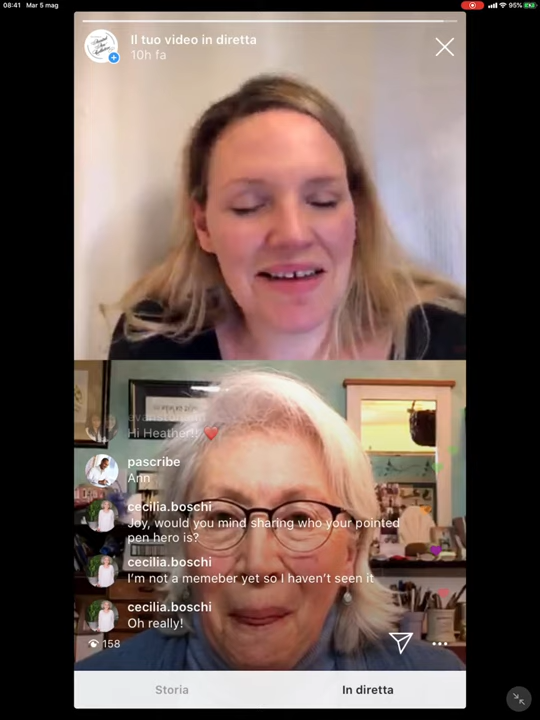 08:41 Mar 5 mag
95%
Il tuo video in diretta
10h fa
Hi Heather!! ❤️
pascribe
Ann
cecilia.boschi
Joy, would you mind sharing who your pointed
pen hero is?
cecilia.boschi
I'm not a memeber yet so I haven't seen it
cecilia.boschi
Oh really!
158
Storia
In diretta